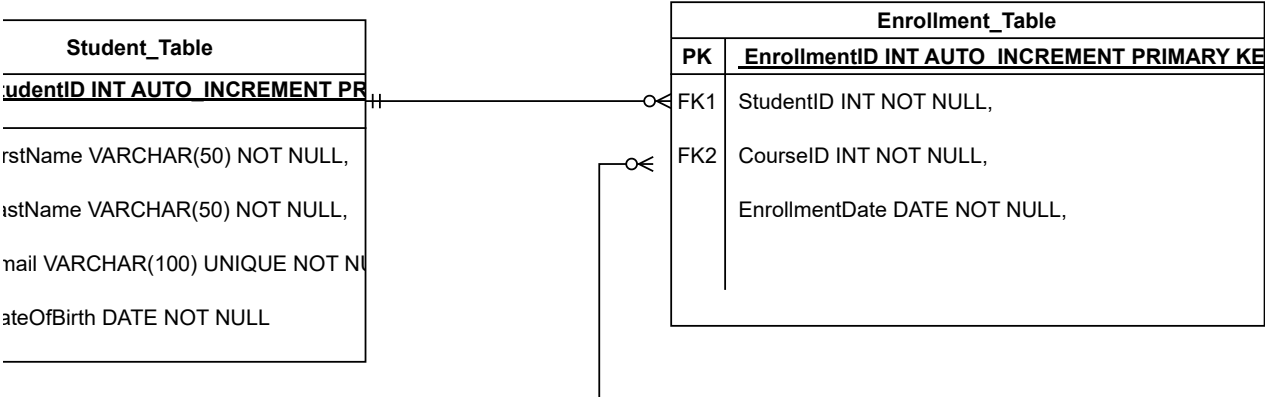 Student_Table
udentID INT AUTO_INCREMENT PR
rstName VARCHAR(50) NOT NULL,
astName VARCHAR(50) NOT NULL,
mail VARCHAR(100) UNIQUE NOT NU
ateOfBirth DATE NOT NULL
Enrollment_Table
PK EnrollmentID INT AUTO_INCREMENT PRIMARY KE
FK1 StudentID INT NOT NULL,
FK2 CourseID INT NOT NULL,
EnrollmentDate DATE NOT NULL,